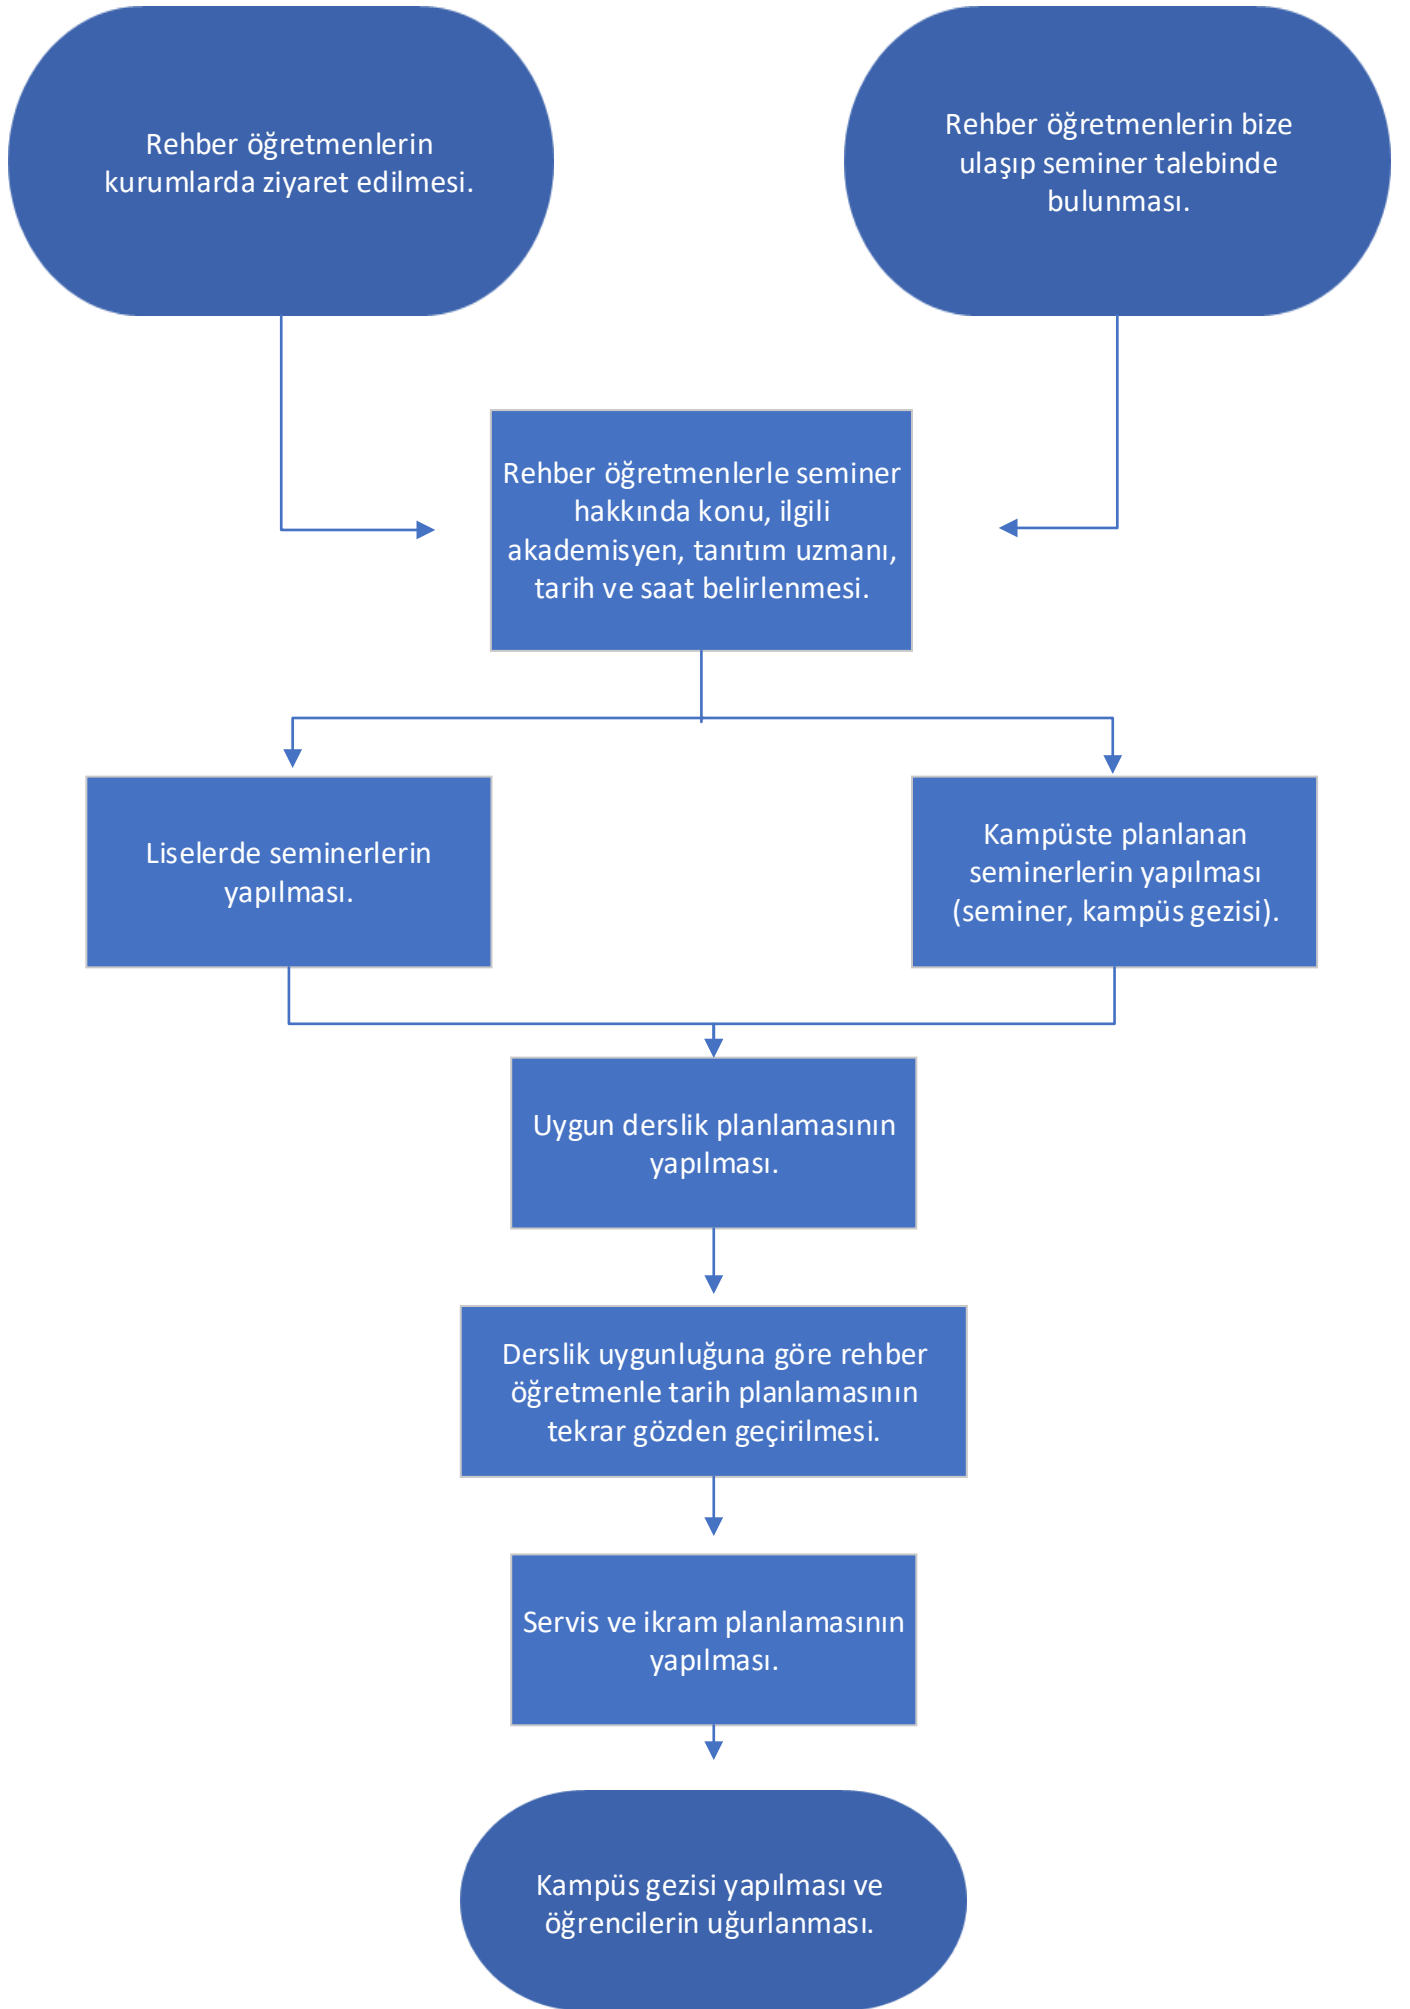 Rehber öğretmenlerin
kurumlarda ziyaret edilmesi.
Rehber öğretmenlerin bize
ulaşıp seminer talebinde
bulunması.
Rehber öğretmenlerle seminer
hakkında konu, ilgili
akademisyen, tanıtım uzmanı,
tarih ve saat belirlenmesi.
Liselerde seminerlerin
yapılması.
Kampüste planlanan
seminerlerin yapılması
(seminer, kampüs gezisi).
Uygun derslik planlamasının
yapılması.
Derslik uygunluğuna göre rehber
öğretmenle tarih planlamasının
tekrar gözden geçirilmesi.
Servis ve ikram planlamasının
yapılması.
Kampüs gezisi yapılması ve
öğrencilerin uğurlanması.